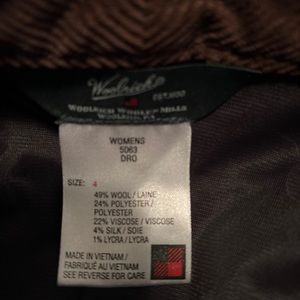 Woolrich
EST. 1830
WOOLRICH WOOLEN MILLS
WOOLRICH, PA
WOMENS
5063
DRO
SIZE: 4
49% WOOL / LAINE
24% POLYESTER /
POLYESTER
22% VISCOSE / VISCOSE
4% SILK / SOIE
1% LYCRA / LYCRA
MADE IN VIETNAM /
FABRIQUÉ AU VIETNAM
SEE REVERSE FOR CARE